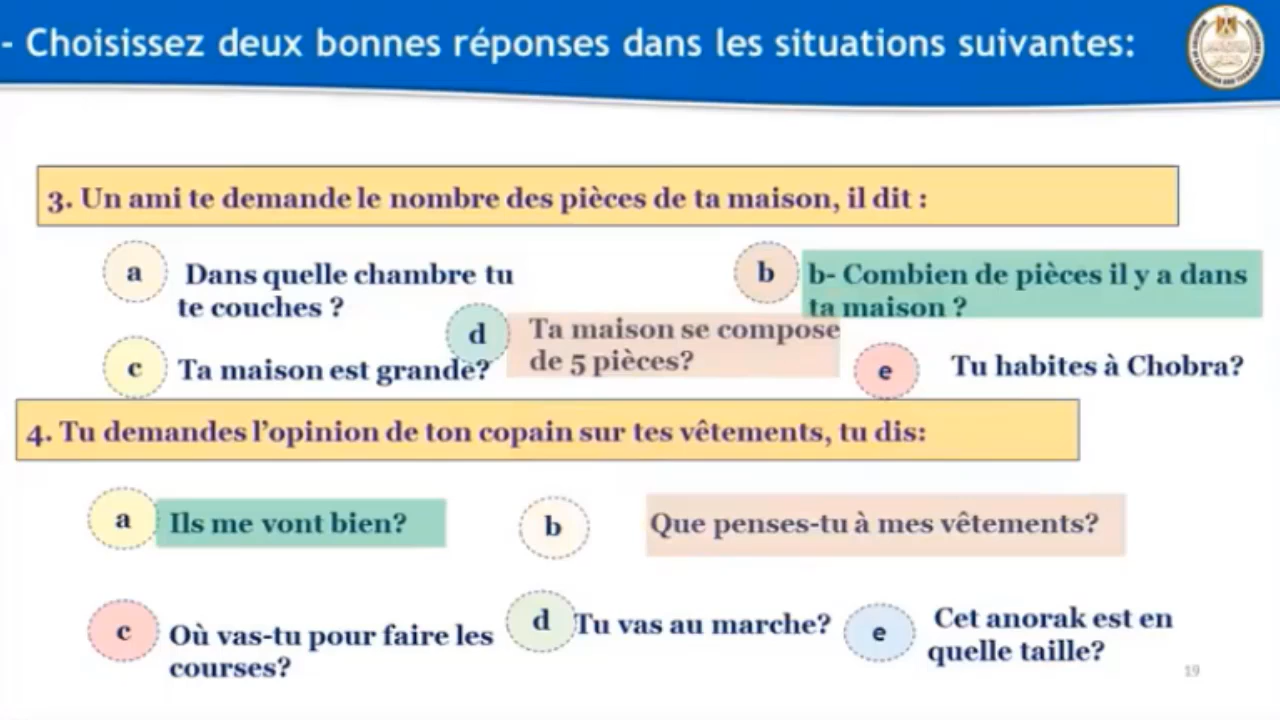 - Choisissez deux bonnes réponses dans les situations suivantes:
3. Un ami te demande le nombre des pièces de ta maison, il dit :
a
Dans quelle chambre tu
te couches ?
b
b- Combien de pièces il y a dans
ta maison ?
d
Ta maison se compose
de 5 pièces?
c
Ta maison est grande?
e
Tu habites à Chobra?
4. Tu demandes l'opinion de ton copain sur tes vêtements, tu dis:
a
Ils me vont bien?
b
Que penses-tu à mes vêtements?
c
Où vas-tu pour faire les
courses?
d
Tu vas au marche?
e
Cet anorak est en
quelle taille?
19